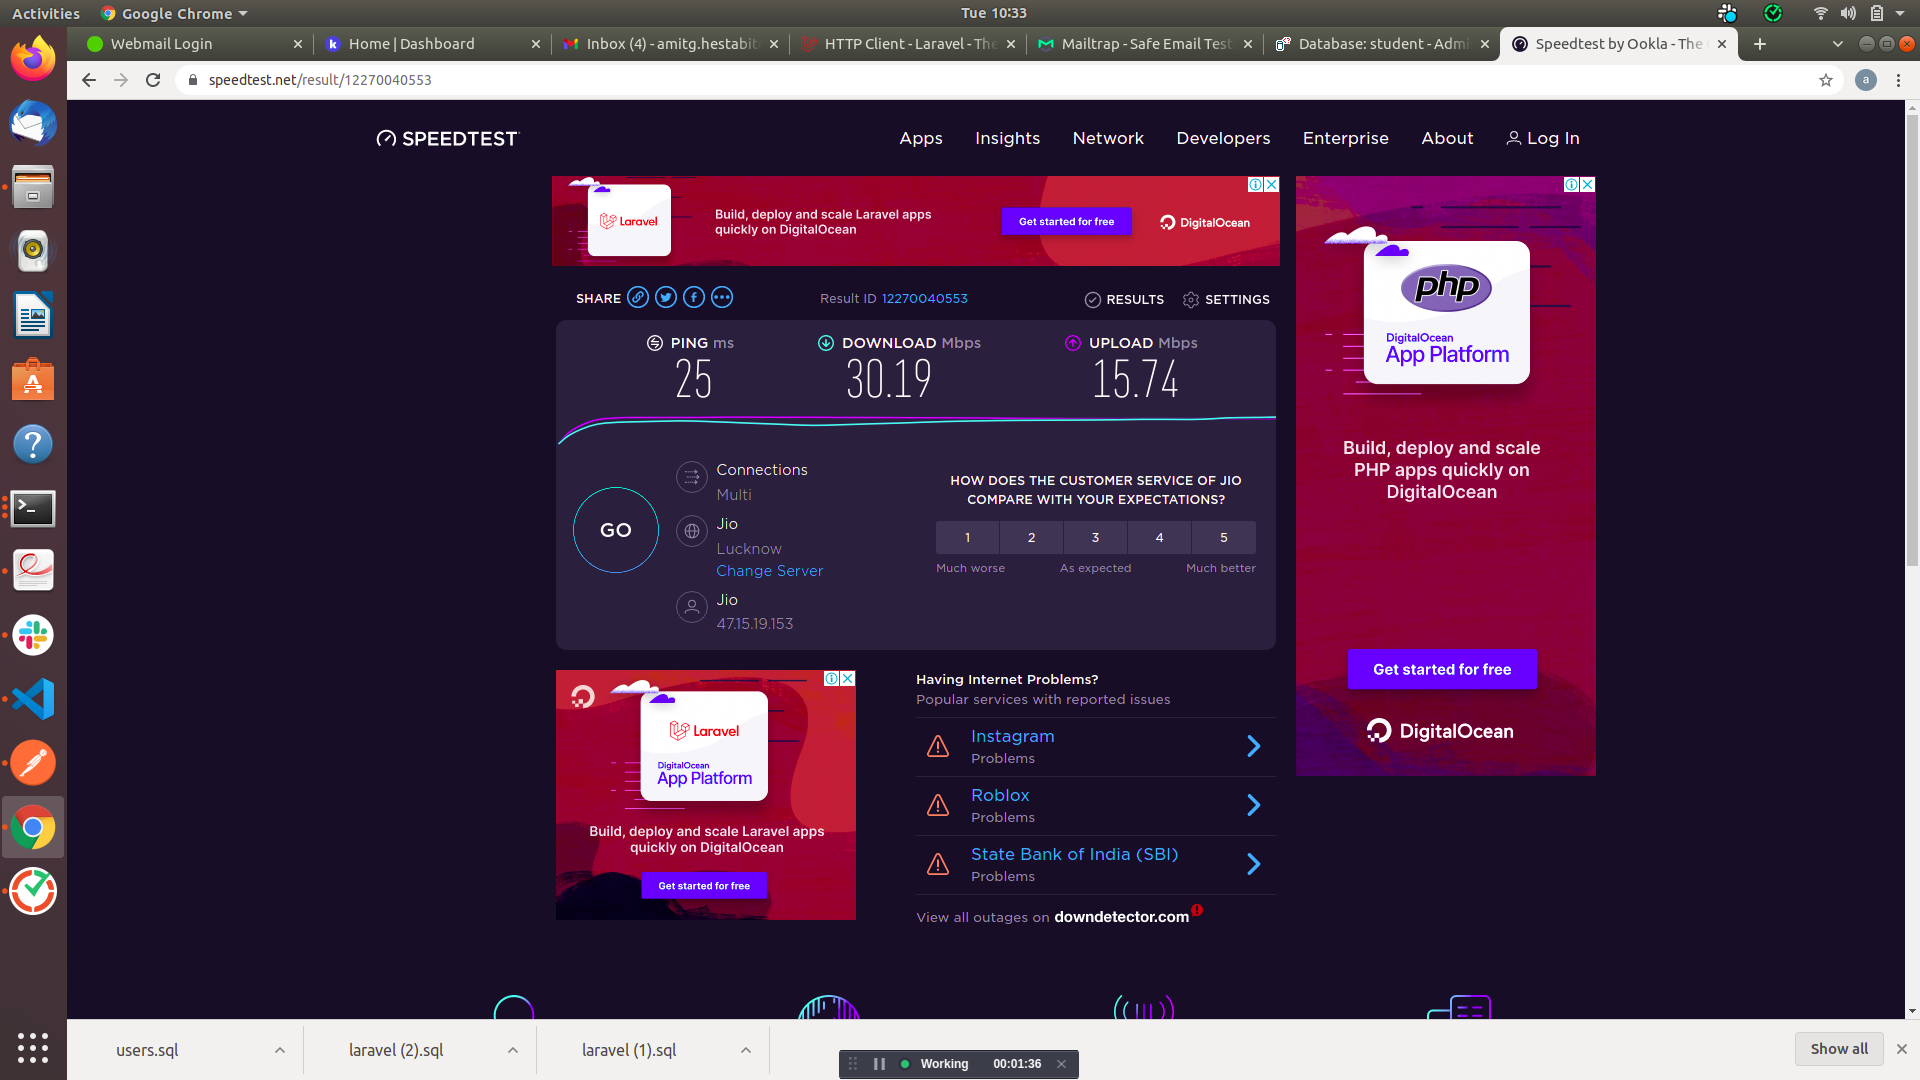 Activities
Google Chrome
Tue 10:33
Webmail Login
Home | Dashboard
Inbox (4) - amitg.hestabit
HTTP Client - Laravel - The
Mailtrap - Safe Email Test
Database: student - Admi
Speedtest by Ookla - The
speedtest.net/result/12270040553
a
SPEEDTEST
Apps
Insights
Network
Developers
Enterprise
About
Log In
Laravel
Build, deploy and scale Laravel apps
quickly on DigitalOcean
Get started for free
DigitalOcean
SHARE
Result ID 12270040553
RESULTS
SETTINGS
PING ms
25
DOWNLOAD Mbps
30.19
UPLOAD Mbps
15.74
GO
Connections
Multi
Jio
Lucknow
Change Server
Jio
47.15.19.153
HOW DOES THE CUSTOMER SERVICE OF JIO
COMPARE WITH YOUR EXPECTATIONS?
1 2 3 4 5
Much worse As expected Much better
php
DigitalOcean
App Platform
Build, deploy and scale
PHP apps quickly on
DigitalOcean
Get started for free
DigitalOcean
Laravel
DigitalOcean
App Platform
Build, deploy and scale Laravel apps
quickly on DigitalOcean
Get started for free
Having Internet Problems?
Popular services with reported issues
Instagram
Problems
Roblox
Problems
State Bank of India (SBI)
Problems
View all outages on downdetector.com
users.sql
laravel (2).sql
laravel (1).sql
Show all
Working 00:01:36